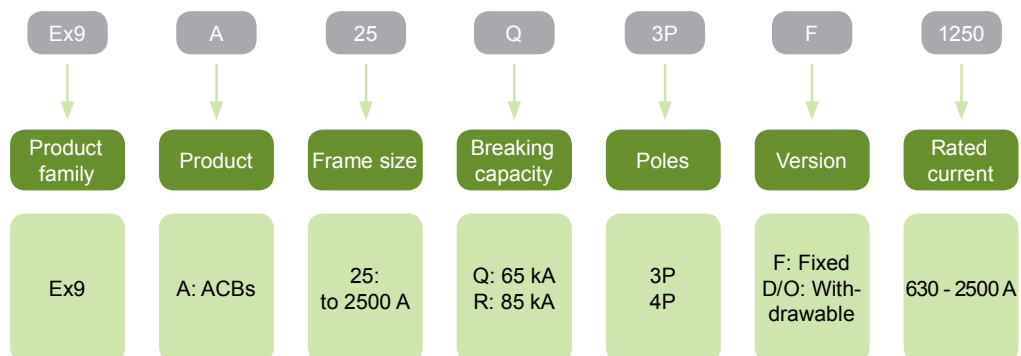 Ex9 A 25 Q 3P F 1250
Product family
Product
Frame size
Breaking capacity
Poles
Version
Rated current
Ex9
A: ACBs
25:
to 2500 A
Q: 65 kA
R: 85 kA
3P
4P
F: Fixed
D/O: With-
drawable
630 - 2500 A